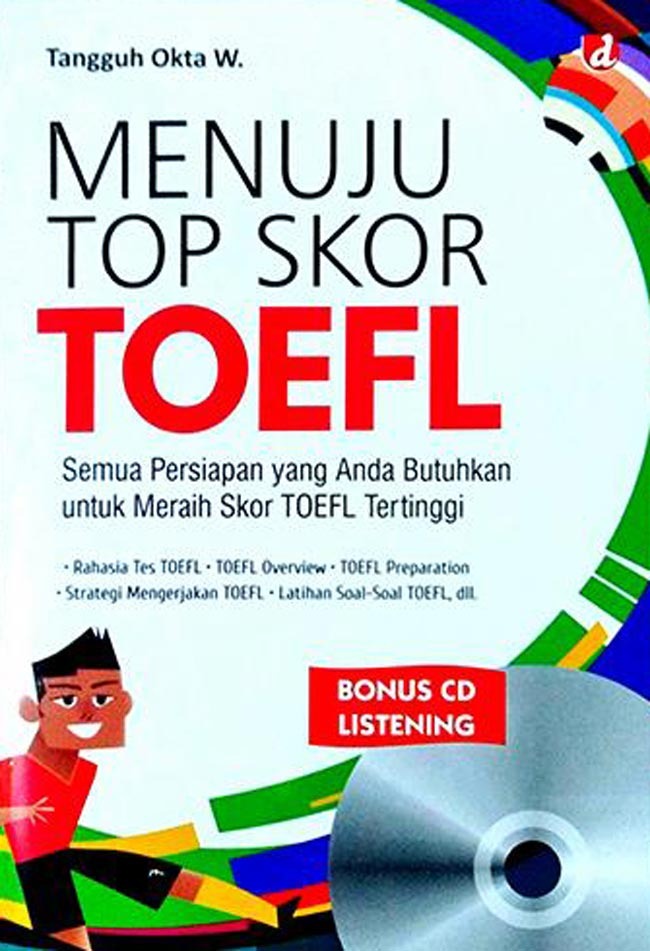 Tangguh Okta W.
d
MENUJU
TOP SKOR
TOEFL
Semua Persiapan yang Anda Butuhkan
untuk Meraih Skor TOEFL Tertinggi
• Rahasia Tes TOEFL • TOEFL Overview • TOEFL Preparation
• Strategi Mengerjakan TOEFL • Latihan Soal-Soal TOEFL, dll.
BONUS CD
LISTENING